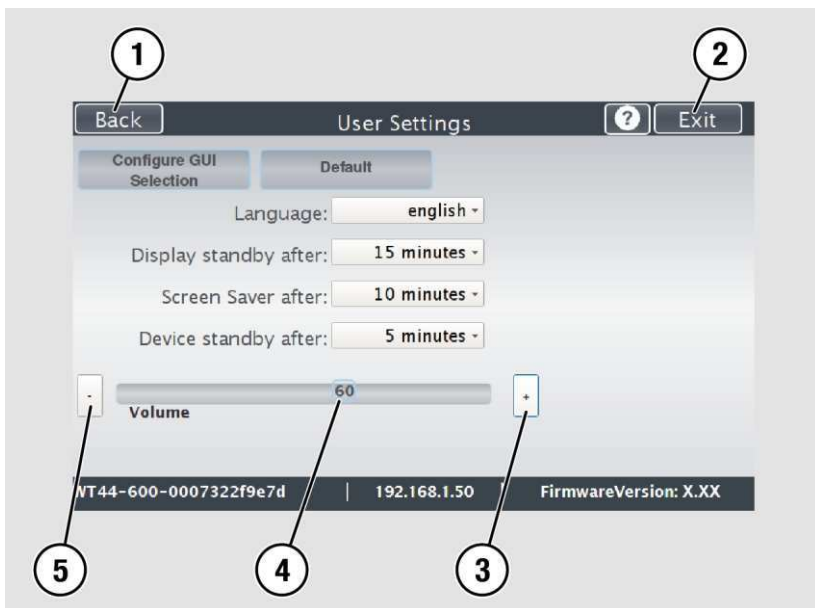 1
2
Back
User Settings
?
Exit
Configure GUI
Selection
Default
Language:
english
Display standby after:
15 minutes
Screen Saver after:
10 minutes
Device standby after:
5 minutes
-
60
+
Volume
WT44-600-0007322f9e7d | 192.168.1.50 | FirmwareVersion: X.XX
5
4
3